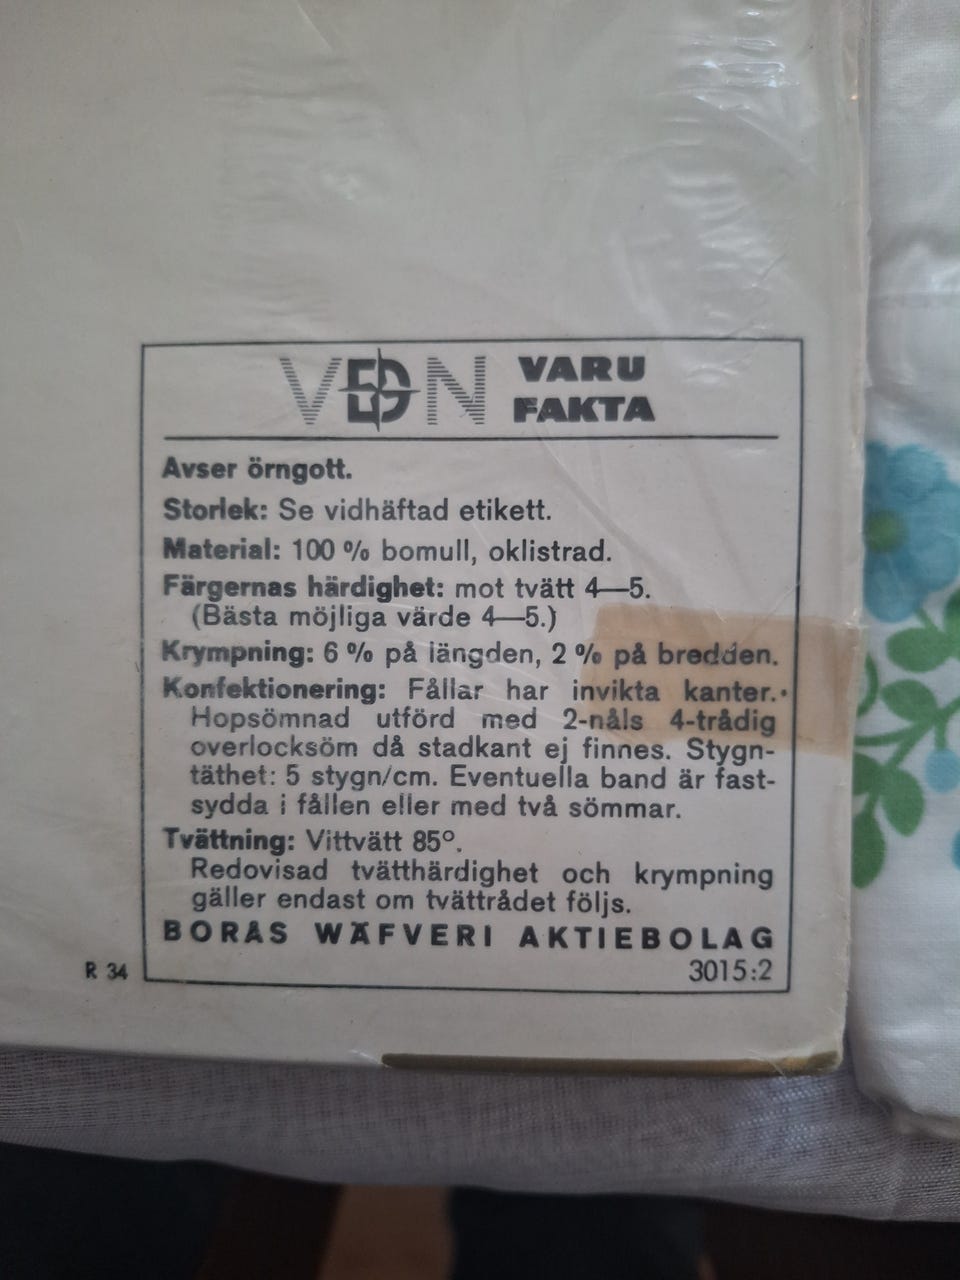 VDN VARU
FAKTA
Avser örngott.
Storlek: Se vidhäftad etikett.
Material: 100 % bomull, oklistrad.
Färgernas härdighet: mot tvätt 4—5.
(Bästa möjliga värde 4—5.)
Krympning: 6 % på längden, 2 % på bredden.
Konfektionering: Fållar har invikta kanter.
Hopsömnad utförd med 2-nåls 4-trådig
overlocksöm då stadkant ej finnes. Stygn-
täthet: 5 stygn/cm. Eventuella band är fast-
sydda i fållen eller med två sömmar.
Tvättning: Vittvätt 85°.
Redovisad tvätthärdighet och krympning
gäller endast om tvättrådet följs.
BORÅS WÄFVERI AKTIEBOLAG
R 34
3015:2